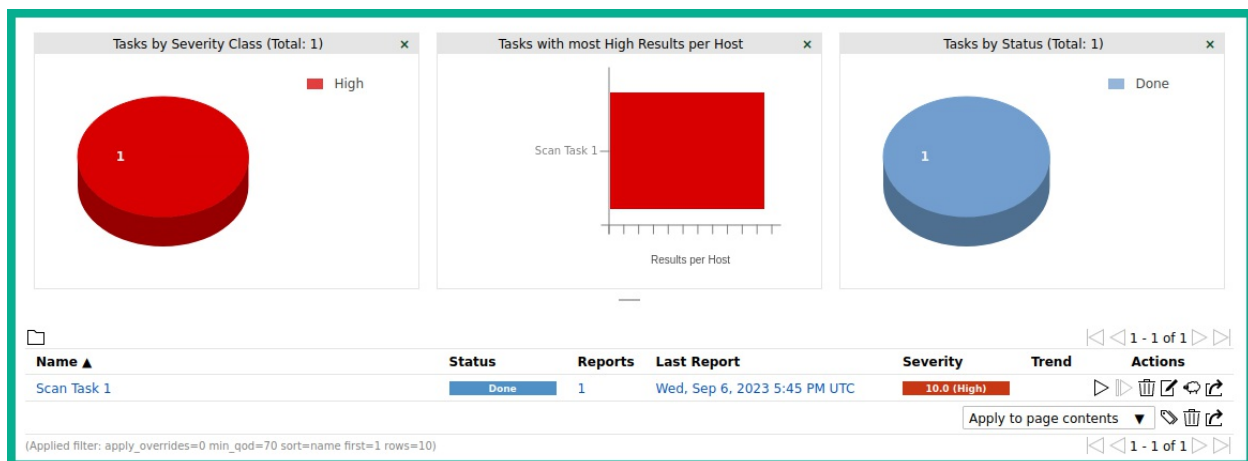 Tasks by Severity Class (Total: 1) ×
High
1
Tasks with most High Results per Host ×
Scan Task 1
Results per Host
Tasks by Status (Total: 1) ×
Done
1
1 - 1 of 1
Name ▲ Status Reports Last Report Severity Trend Actions
Scan Task 1 Done 1 Wed, Sep 6, 2023 5:45 PM UTC 10.0 (High)
Apply to page contents ▼
(Applied filter: apply_overrides=0 min_qod=70 sort=name first=1 rows=10) 1 - 1 of 1